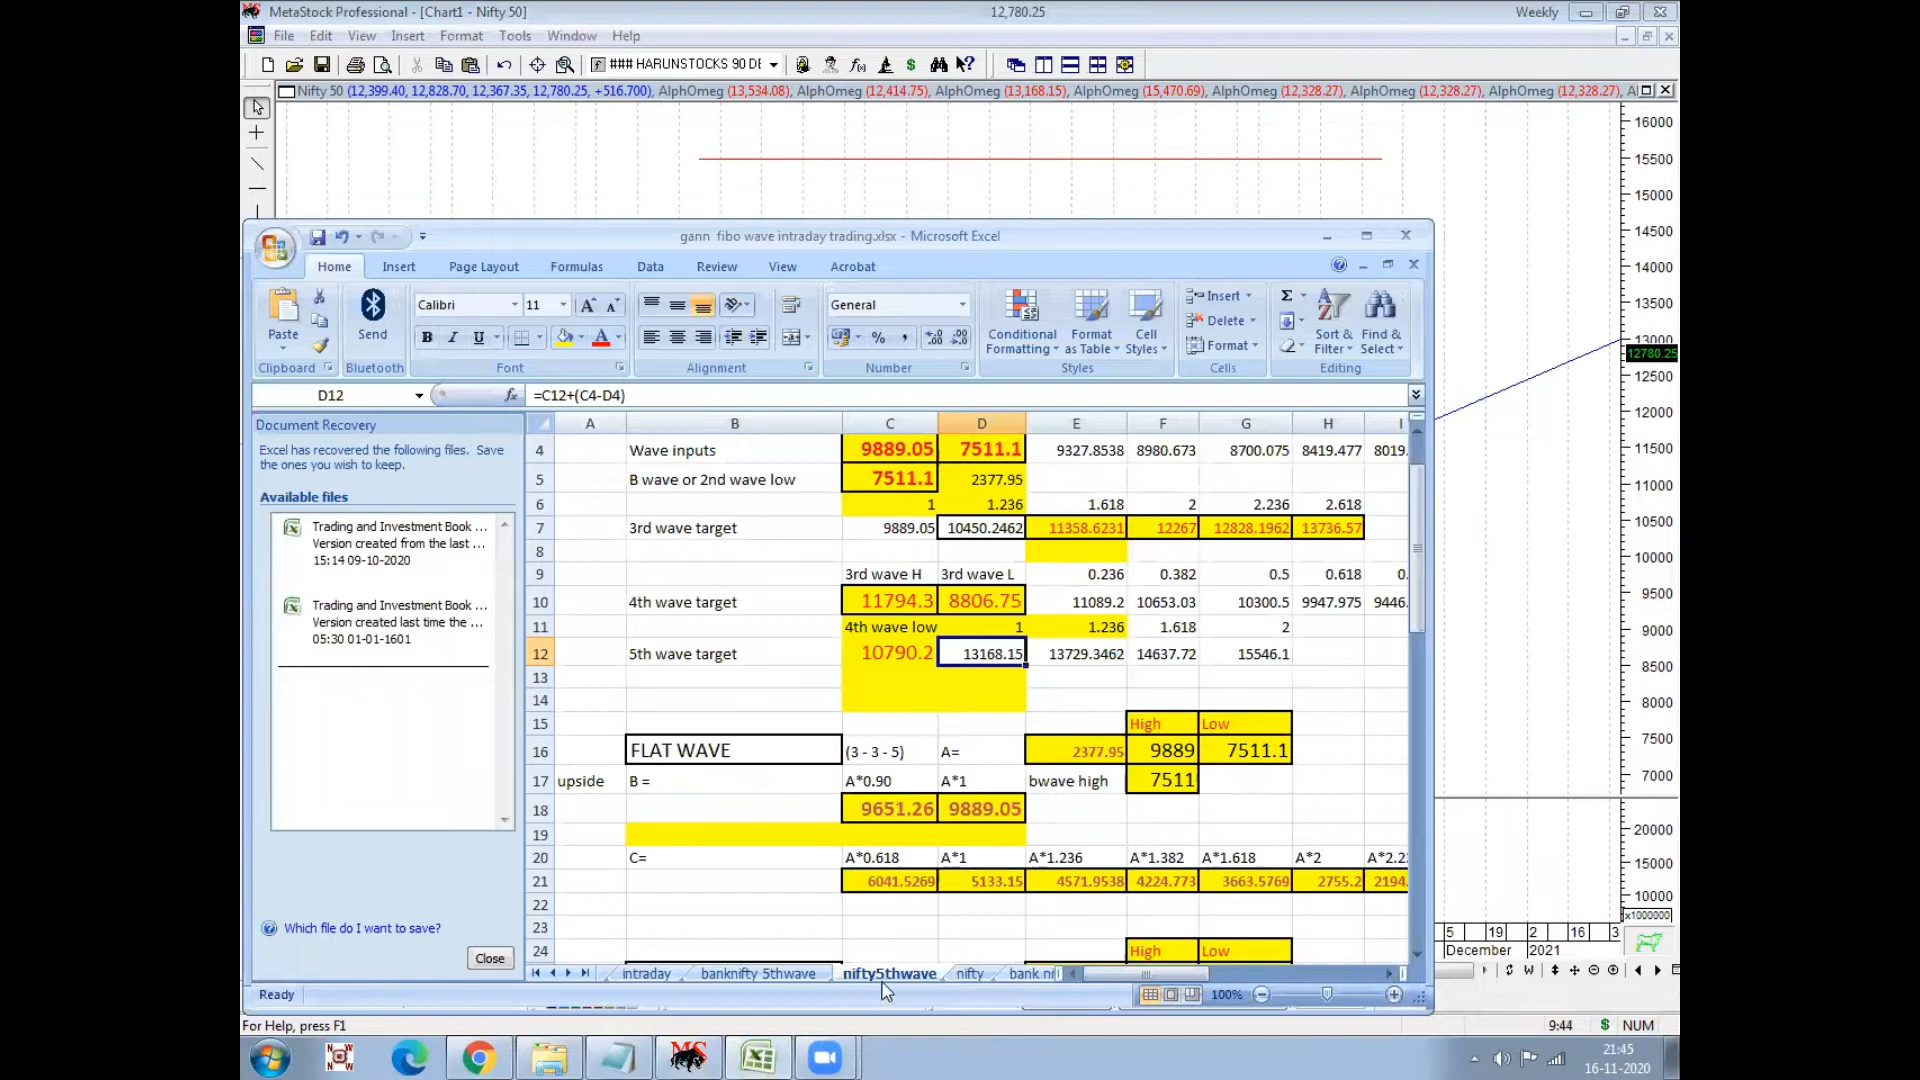 MetaStock Professional - [Chart1 - Nifty 50]
12,780.25
Weekly
File Edit View Insert Format Tools Window Help
### HARUNSTOCKS 90 DE
Nifty 50 (12,399.40, 12,828.70, 12,367.35, 12,780.25, +516.700), AlphOmeg (13,534.08), AlphOmeg (12,414.75), AlphOmeg (13,168.15), AlphOmeg (15,470.69), AlphOmeg (12,328.27), AlphOmeg (12,328.27), AlphOmeg (12,328.27), Al
16000
15500
15000
14500
14000
13500
13000
12780.25
12500
12000
11500
11000
10500
10000
9500
9000
8500
8000
7500
7000
20000
15000
10000
x1000000
5 19 2 16 3
December 2021
gann fibo wave intraday trading.xlsx - Microsoft Excel
Home Insert Page Layout Formulas Data Review View Acrobat
Calibri 11 General
Paste Send
Conditional Formatting Format as Table Cell Styles
Insert
Delete
Format
Sort & Filter Find & Select
Clipboard Bluetooth Font Alignment Number Styles Cells Editing
D12 fx =C12+(C4-D4)
Document Recovery
Excel has recovered the following files. Save
the ones you wish to keep.
Available files
Trading and Investment Book ...
Version created from the last ...
15:14 09-10-2020
Trading and Investment Book ...
Version created last time the ...
05:30 01-01-1601
Which file do I want to save?
Close
A B C D E F G H I
4 Wave inputs 9889.05 7511.1 9327.8538 8980.673 8700.075 8419.477 8019.
5 B wave or 2nd wave low 7511.1 2377.95
6 1 1.236 1.618 2 2.236 2.618
7 3rd wave target 9889.05 10450.2462 11358.6231 12267 12828.1962 13736.57
8
9 3rd wave H 3rd wave L 0.236 0.382 0.5 0.618 0.
10 4th wave target 11794.3 8806.75 11089.2 10653.03 10300.5 9947.975 9446.
11 4th wave low 1 1.236 1.618 2
12 5th wave target 10790.2 13168.15 13729.3462 14637.72 15546.1
13
14
15 High Low
16 FLAT WAVE (3 - 3 - 5) A= 2377.95 9889 7511.1
17 upside B = A*0.90 A*1 bwave high 7511
18 9651.26 9889.05
19
20 C= A*0.618 A*1 A*1.236 A*1.382 A*1.618 A*2 A*2.2
21 6041.5269 5133.15 4571.9538 4224.773 3663.5769 2755.2 2194.
22
23
24 High Low
intraday banknifty 5thwave nifty5thwave nifty bank ni
Ready 100%
For Help, press F1
9:44 $ NUM
21:45
16-11-2020